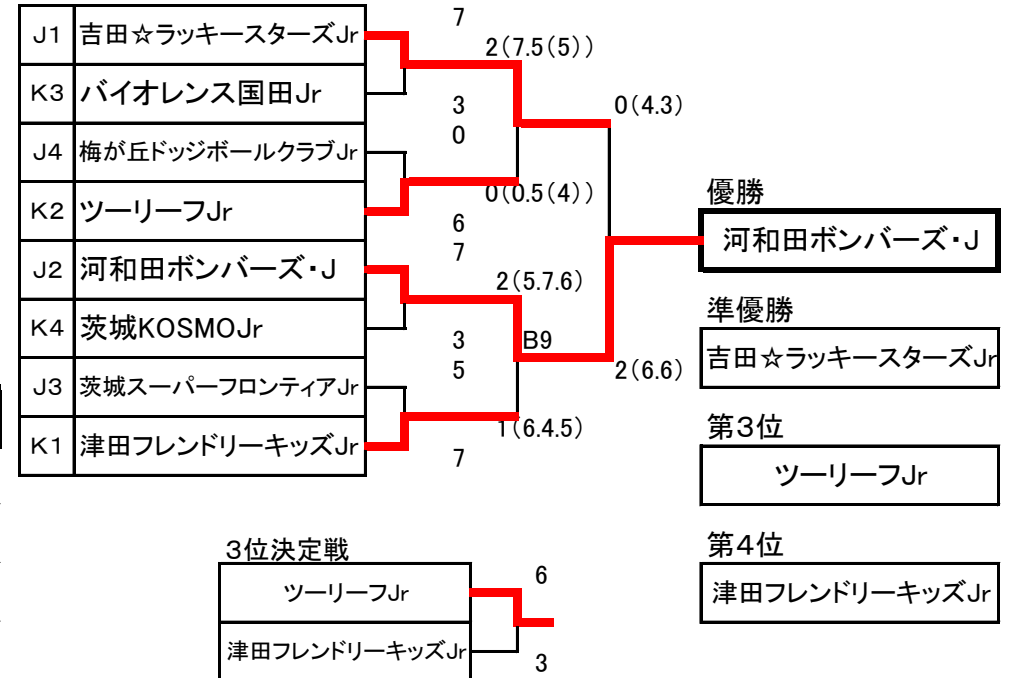 J1 吉田☆ラッキースターズJr
K3 バイオレンス国田Jr
J4 梅が丘ドッジボールクラブJr
K2 ツーリーフJr
J2 河和田ボンバーズ・J
K4 茨城KOSMOJr
J3 茨城スーパーフロンティアJr
K1 津田フレンドリーキッズJr
7
2(7.5(5))
3
0
0(0.5(4))
6
7
2(5.7.6)
3
B9
5
1(6.4.5)
7
0(4.3)
2(6.6)
優勝
河和田ボンバーズ・J
準優勝
吉田☆ラッキースターズJr
第3位
ツーリーフJr
第4位
津田フレンドリーキッズJr
3位決定戦
ツーリーフJr
6
津田フレンドリーキッズJr
3